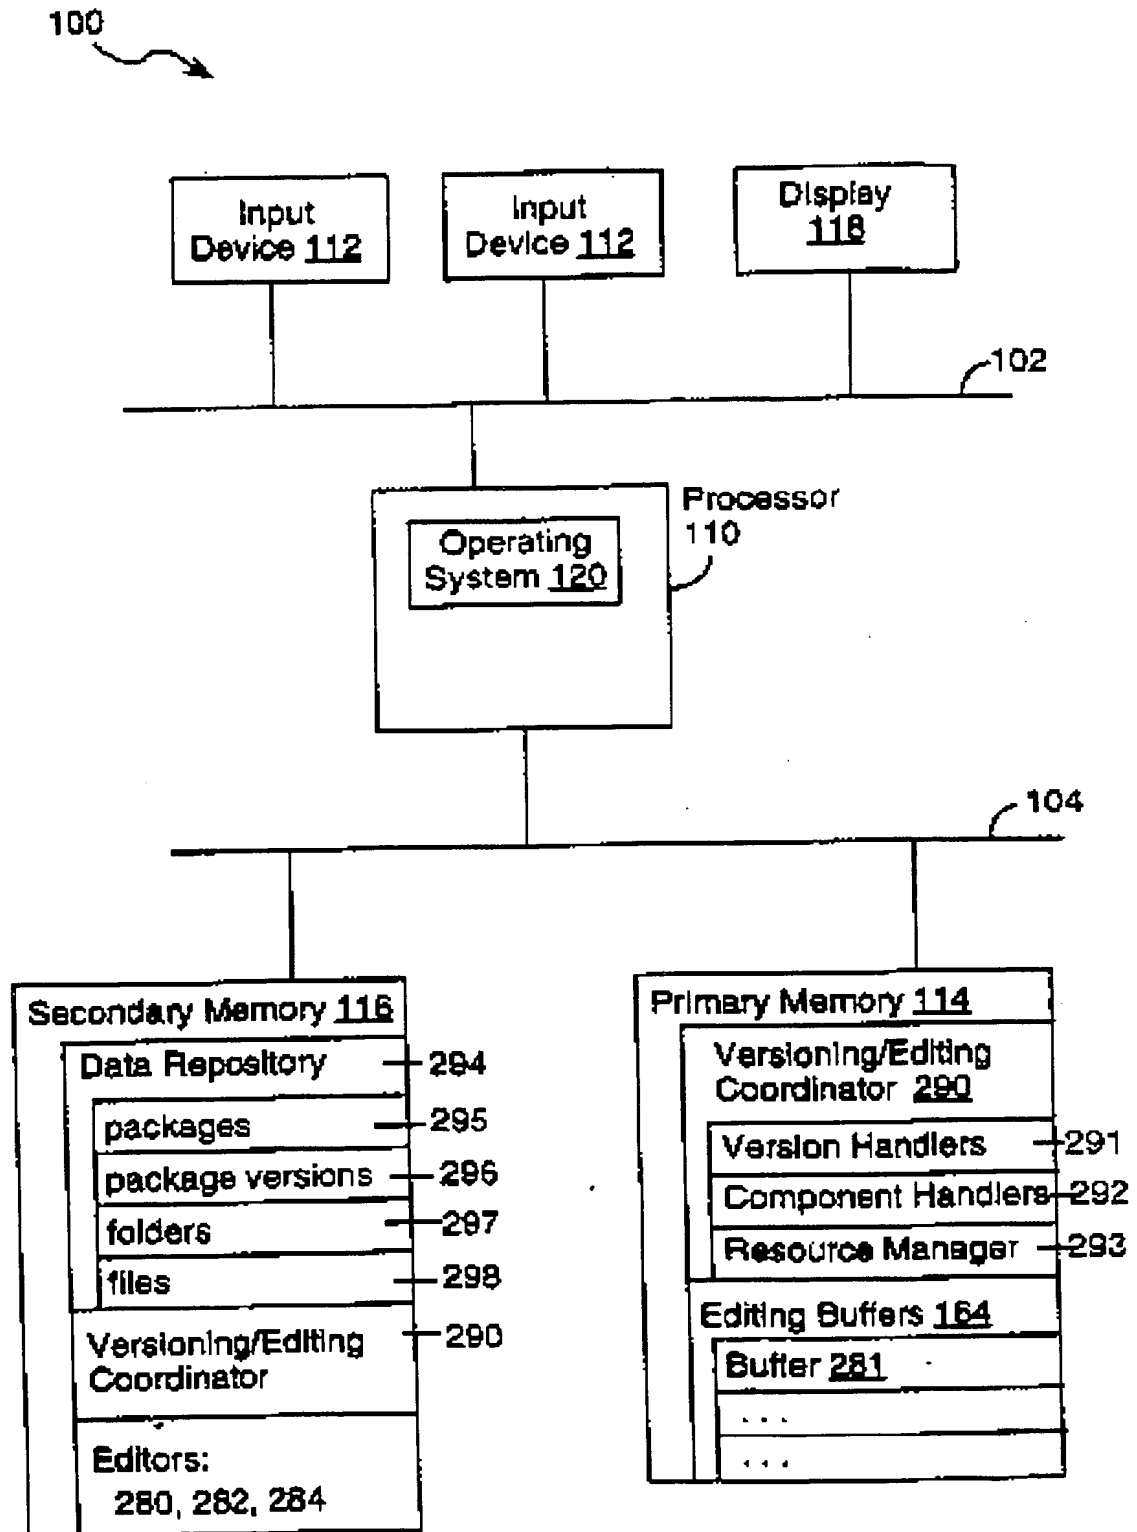 100
Input
Device 112
Input
Device 112
Display
118
102
Processor
110
Operating
System 120
104
Secondary Memory 116
Data Repository 294
packages 295
package versions 296
folders 297
files 298
Versioning/Editing 290
Coordinator
Editors:
280, 282, 284
Primary Memory 114
Versioning/Editing
Coordinator 290
Version Handlers 291
Component Handlers 292
Resource Manager 293
Editing Buffers 164
Buffer 281
. . .
. . .